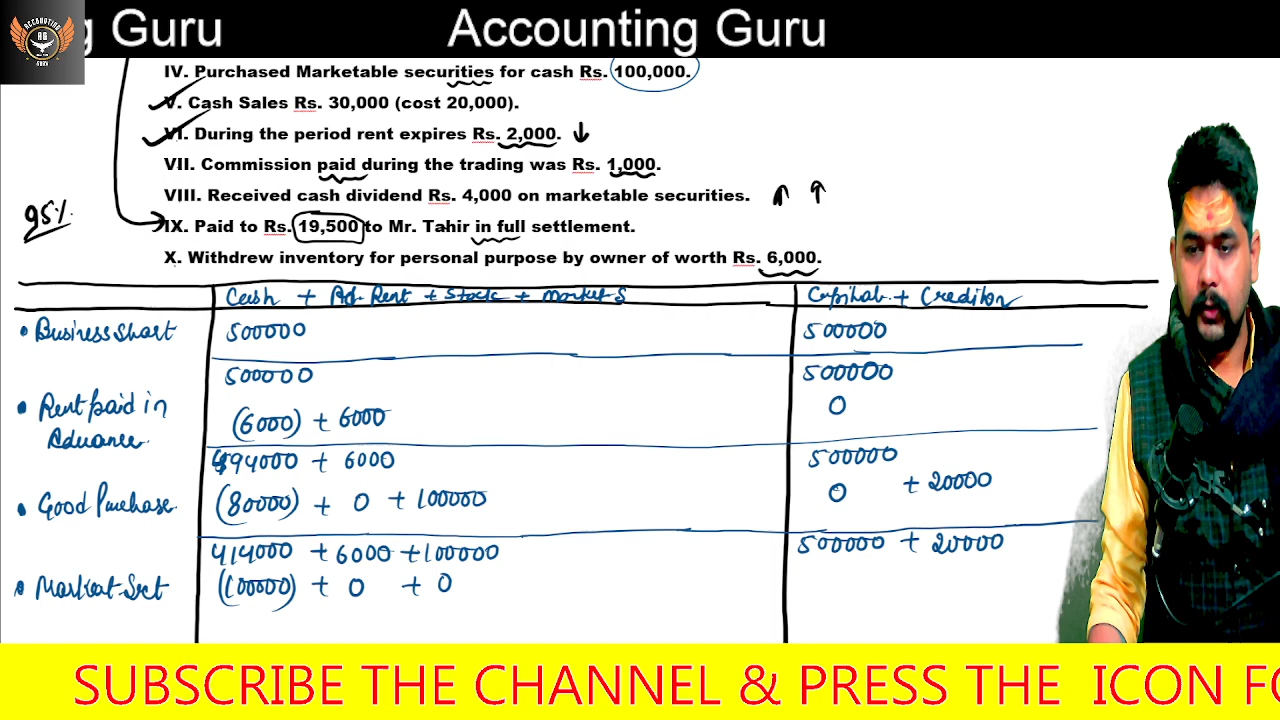 g Guru Accounting Guru
ACCOUNTING
AG
GURU
IV. Purchased Marketable securities for cash Rs. 100,000.
V. Cash Sales Rs. 30,000 (cost 20,000).
VI. During the period rent expires Rs. 2,000.
VII. Commission paid during the trading was Rs. 1,000.
VIII. Received cash dividend Rs. 4,000 on marketable securities.
95%
IX. Paid to Rs. 19,500 to Mr. Tahir in full settlement.
X. Withdrew inventory for personal purpose by owner of worth Rs. 6,000.
Cash + Ad. Rent + Stock + Market S Capital + Creditor
• Business Start 500000 500000
500000 500000
• Rent paid in Advance (6000) + 6000 0
494000 + 6000 500000
• Good Purchase (80000) + 0 + 100000 0 + 20000
414000 + 6000 + 100000 500000 + 20000
• Market Sect (100000) + 0 + 0
SUBSCRIBE THE CHANNEL & PRESS THE ICON FO